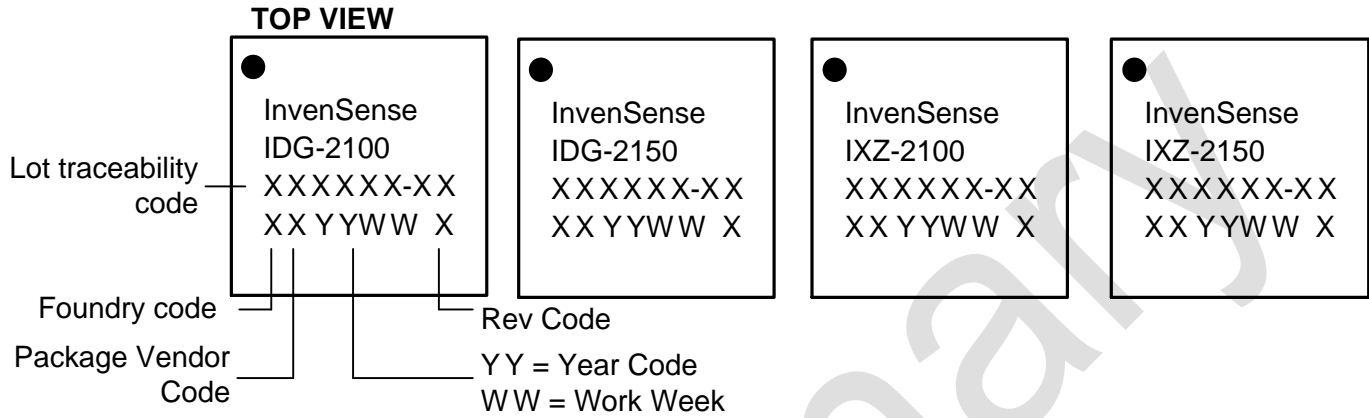 TOP VIEW
InvenSense
IDG-2100
XXXXXX-XX
XX YYWW X
InvenSense
IDG-2150
XXXXXX-XX
XX YYWW X
InvenSense
IXZ-2100
XXXXXX-XX
XX YYWW X
InvenSense
IXZ-2150
XXXXXX-XX
XX YYWW X
Lot traceability
code
Foundry code
Package Vendor
Code
Rev Code
YY = Year Code
WW = Work Week